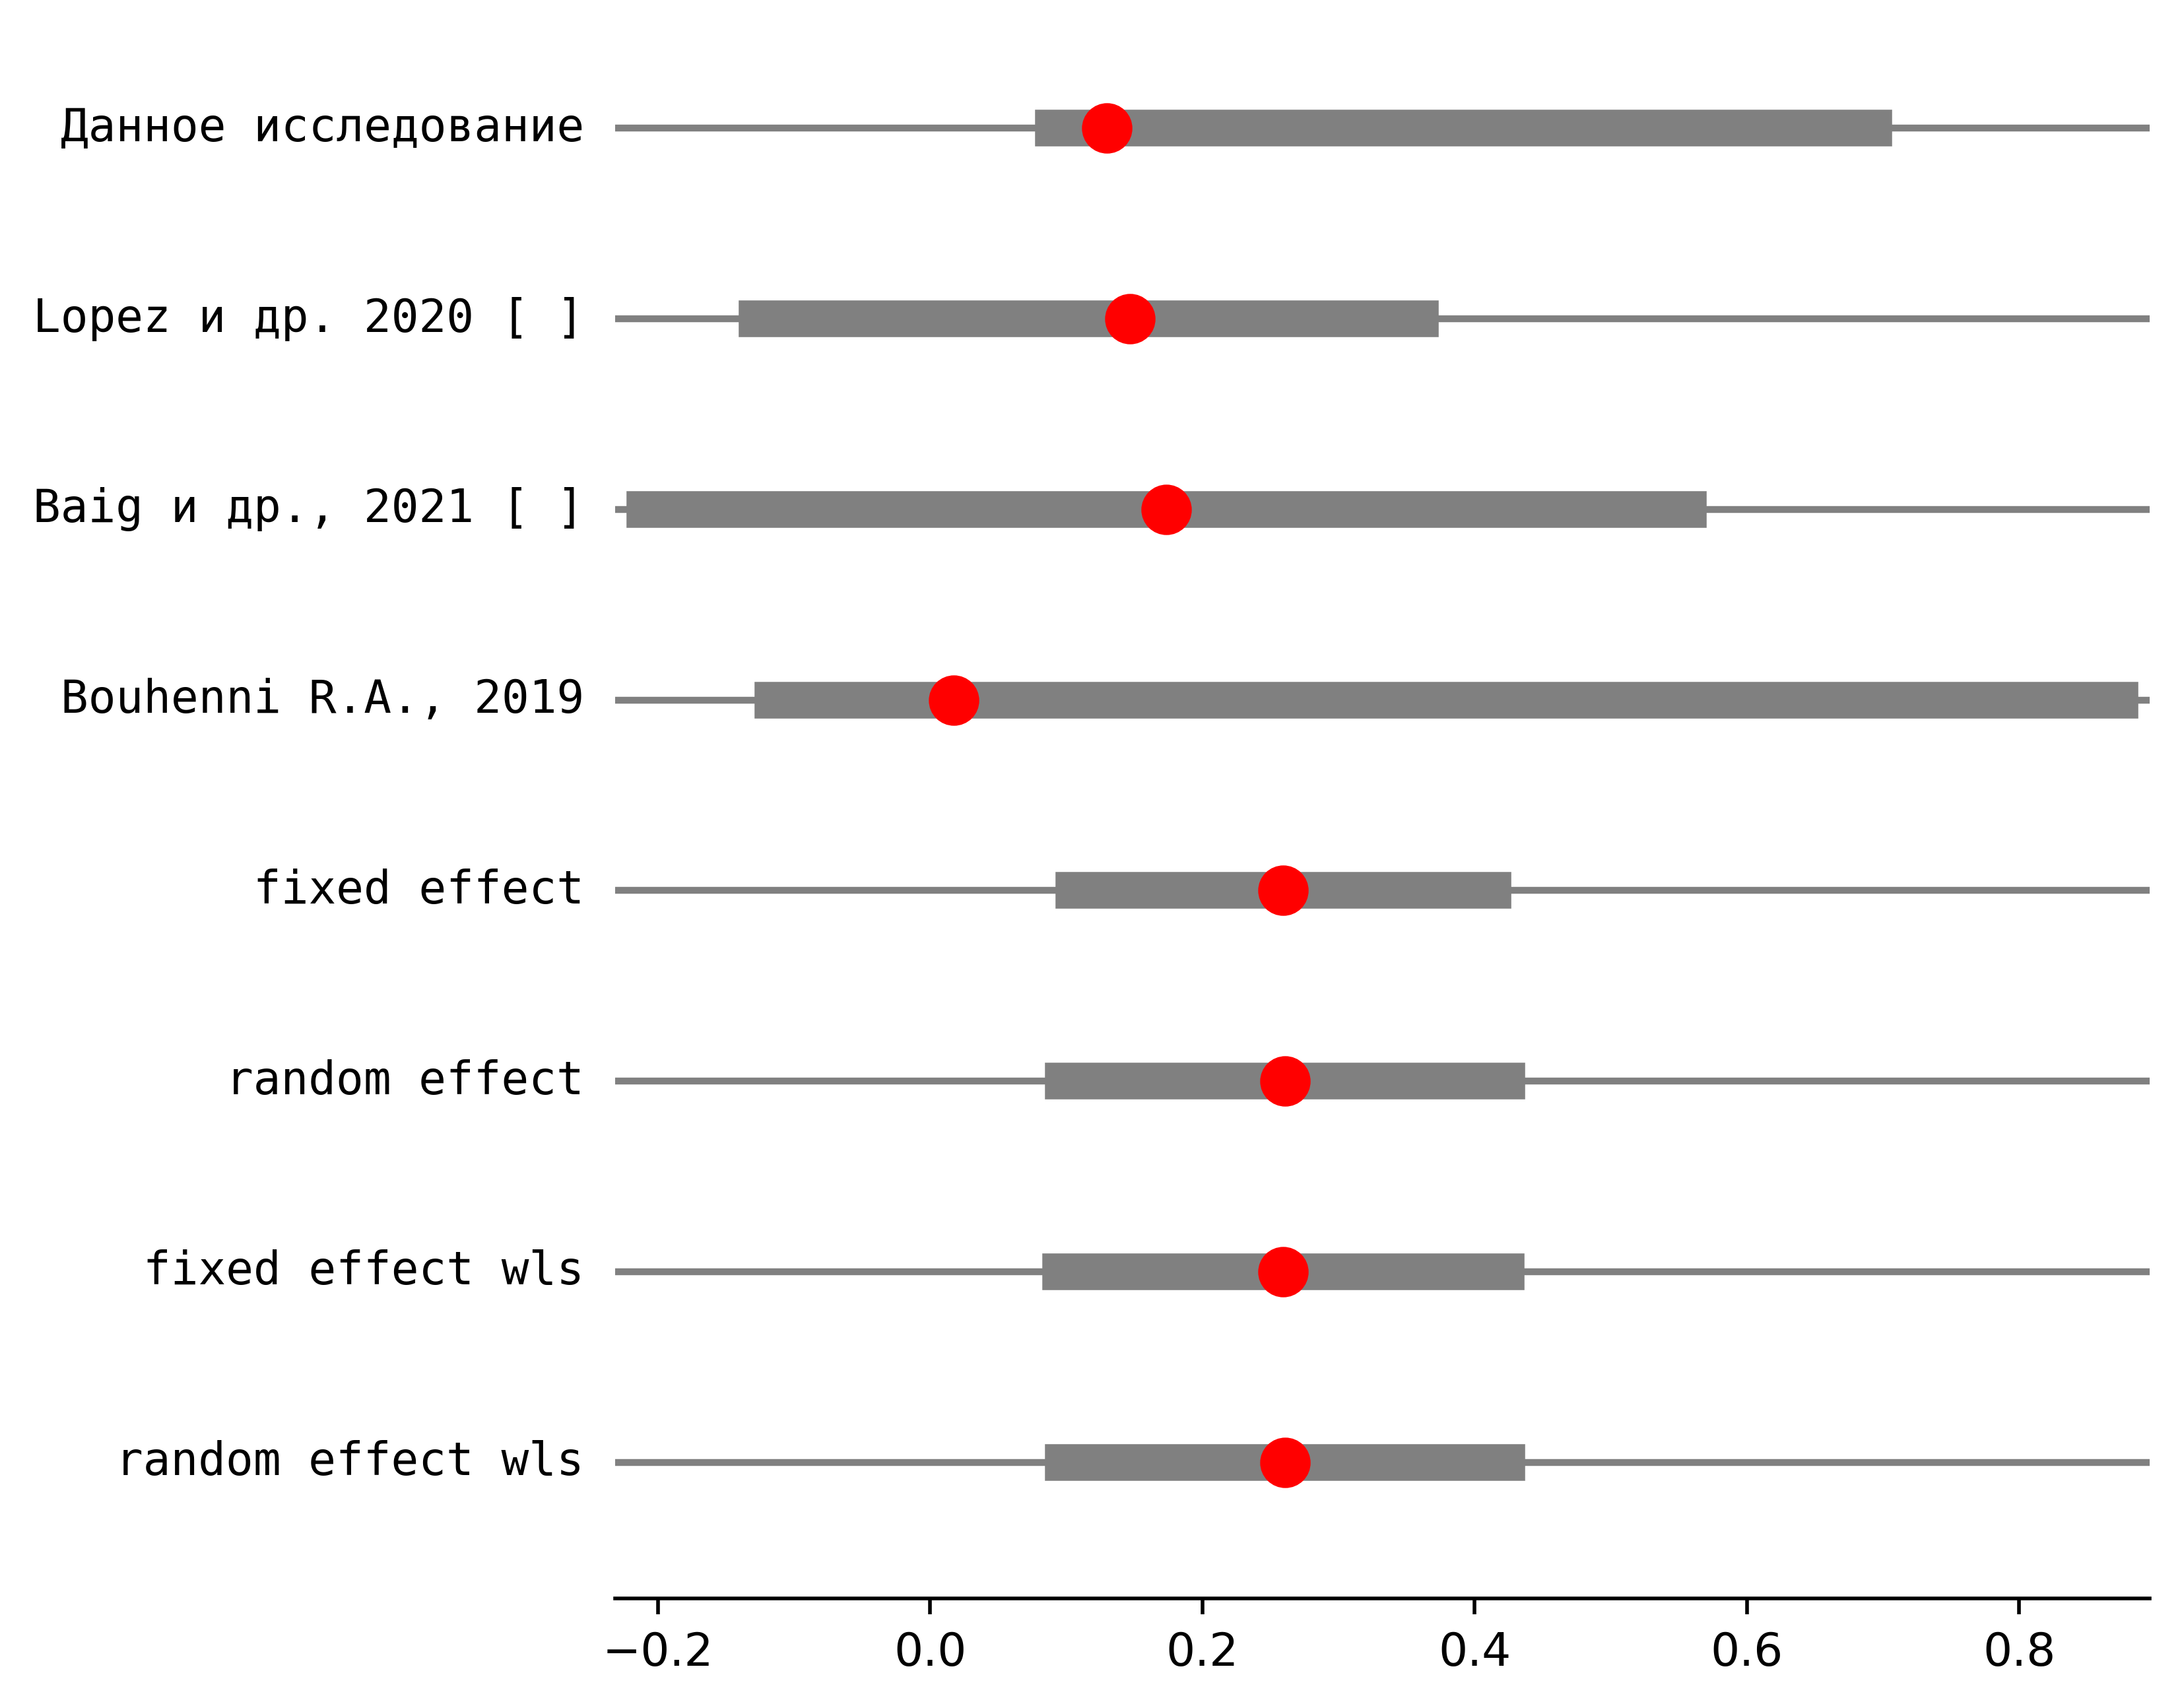 Данное исследование
Lopez и др. 2020 [ ]
Baig и др., 2021 [ ]
Bouhenni R.A., 2019
fixed effect
random effect
fixed effect wls
random effect wls
−0.2 0.0 0.2 0.4 0.6 0.8